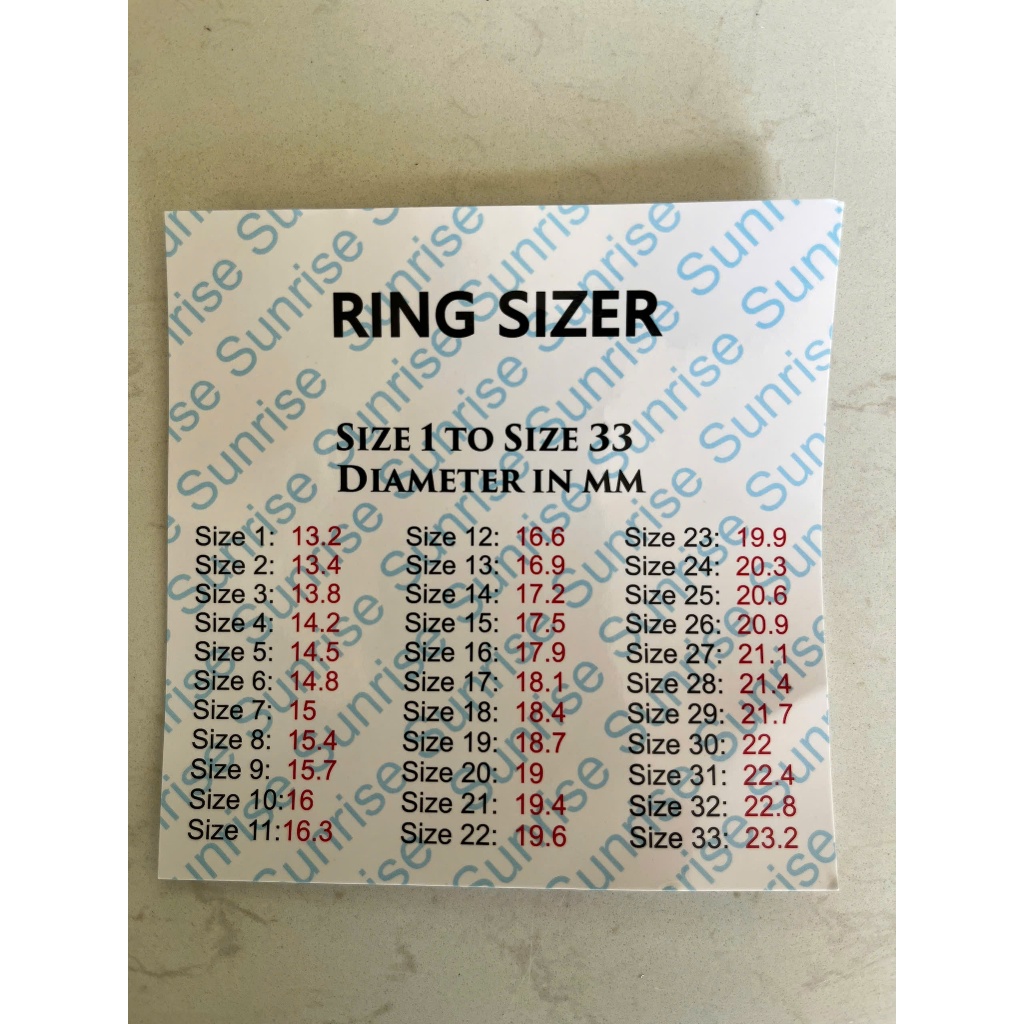 RING SIZER
SIZE 1 TO SIZE 33
DIAMETER IN MM
Size 1: 13.2
Size 2: 13.4
Size 3: 13.8
Size 4: 14.2
Size 5: 14.5
Size 6: 14.8
Size 7: 15
Size 8: 15.4
Size 9: 15.7
Size 10:16
Size 11:16.3
Size 12: 16.6
Size 13: 16.9
Size 14: 17.2
Size 15: 17.5
Size 16: 17.9
Size 17: 18.1
Size 18: 18.4
Size 19: 18.7
Size 20: 19
Size 21: 19.4
Size 22: 19.6
Size 23: 19.9
Size 24: 20.3
Size 25: 20.6
Size 26: 20.9
Size 27: 21.1
Size 28: 21.4
Size 29: 21.7
Size 30: 22
Size 31: 22.4
Size 32: 22.8
Size 33: 23.2
Sunrise